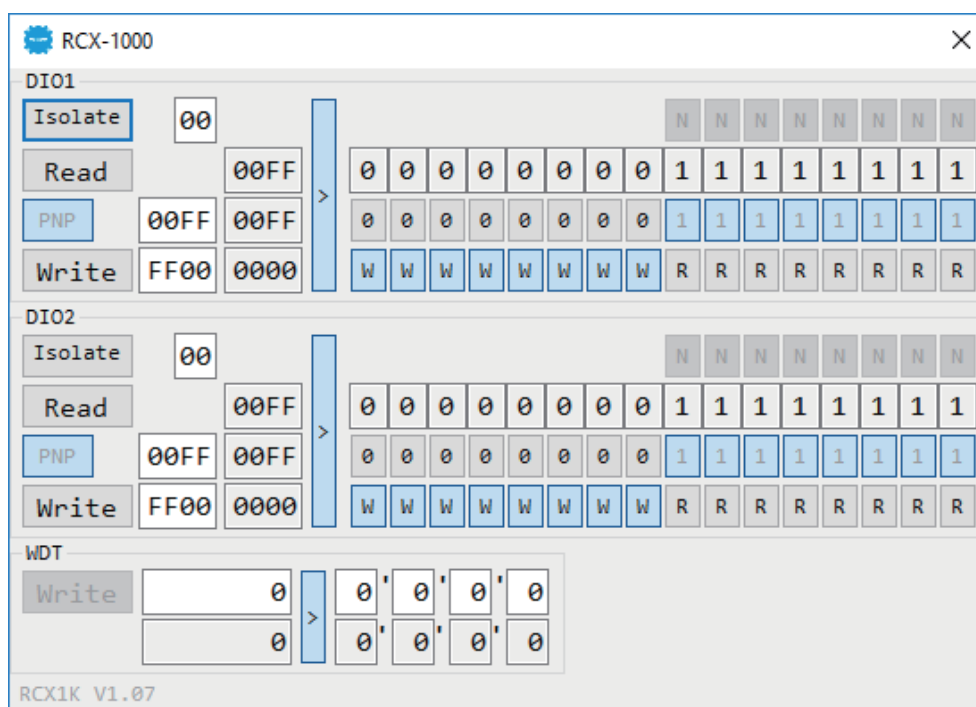 RCX-1000
DIO1
Isolate 00 N N N N N N N N
Read 00FF 0 0 0 0 0 0 0 0 1 1 1 1 1 1 1 1
>
PNP 00FF 00FF 0 0 0 0 0 0 0 0 1 1 1 1 1 1 1 1
Write FF00 0000 W W W W W W W W R R R R R R R R
DIO2
Isolate 00 N N N N N N N N
Read 00FF 0 0 0 0 0 0 0 0 1 1 1 1 1 1 1 1
>
PNP 00FF 00FF 0 0 0 0 0 0 0 0 1 1 1 1 1 1 1 1
Write FF00 0000 W W W W W W W W R R R R R R R R
WDT
Write 0 0 ' 0 ' 0 ' 0
>
0 0 ' 0 ' 0 ' 0
RCX1K V1.07